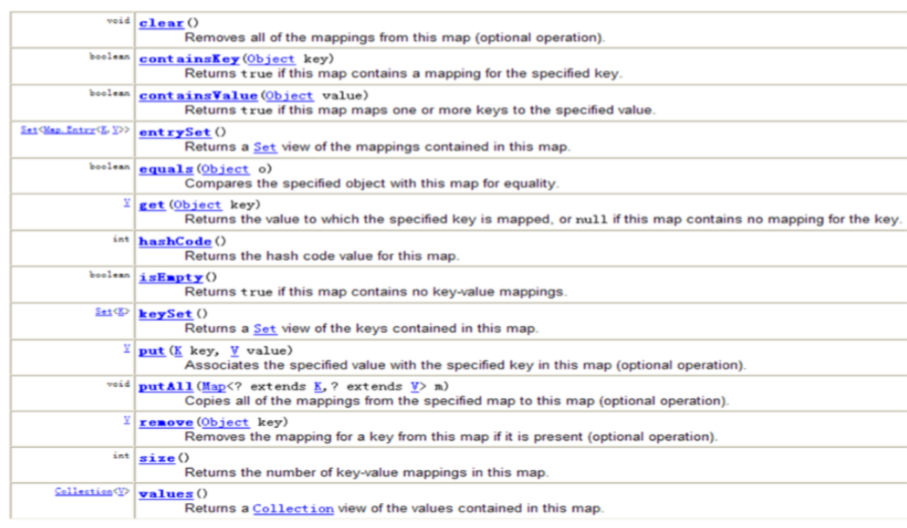 void clear()
Removes all of the mappings from this map (optional operation).
boolean containsKey(Object key)
Returns true if this map contains a mapping for the specified key.
boolean containsValue(Object value)
Returns true if this map maps one or more keys to the specified value.
Set<Map.Entry<K,V>> entrySet()
Returns a Set view of the mappings contained in this map.
boolean equals(Object o)
Compares the specified object with this map for equality.
V get(Object key)
Returns the value to which the specified key is mapped, or null if this map contains no mapping for the key.
int hashCode()
Returns the hash code value for this map.
boolean isEmpty()
Returns true if this map contains no key-value mappings.
Set<K> keySet()
Returns a Set view of the keys contained in this map.
V put(K key, V value)
Associates the specified value with the specified key in this map (optional operation).
void putAll(Map<? extends K,? extends V> m)
Copies all of the mappings from the specified map to this map (optional operation).
V remove(Object key)
Removes the mapping for a key from this map if it is present (optional operation).
int size()
Returns the number of key-value mappings in this map.
Collection<V> values()
Returns a Collection view of the values contained in this map.